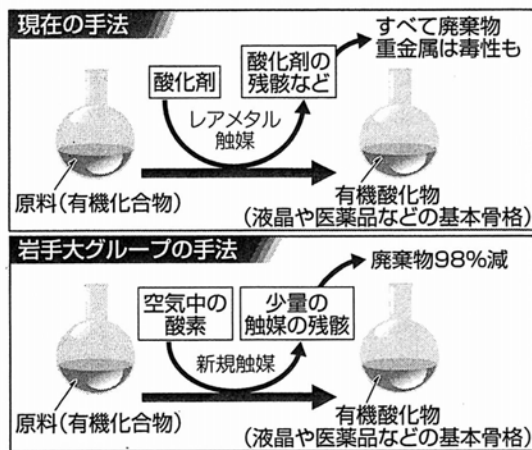 現在の手法
すべて廃棄物
重金属は毒性も
酸化剤
酸化剤の
残骸など
レアメタル
触媒
原料(有機化合物)
有機酸化物
(液晶や医薬品などの基本骨格)
岩手大グループの手法
廃棄物98%減
空気中の
酸素
少量の
触媒の残骸
新規触媒
原料(有機化合物)
有機酸化物
(液晶や医薬品などの基本骨格)